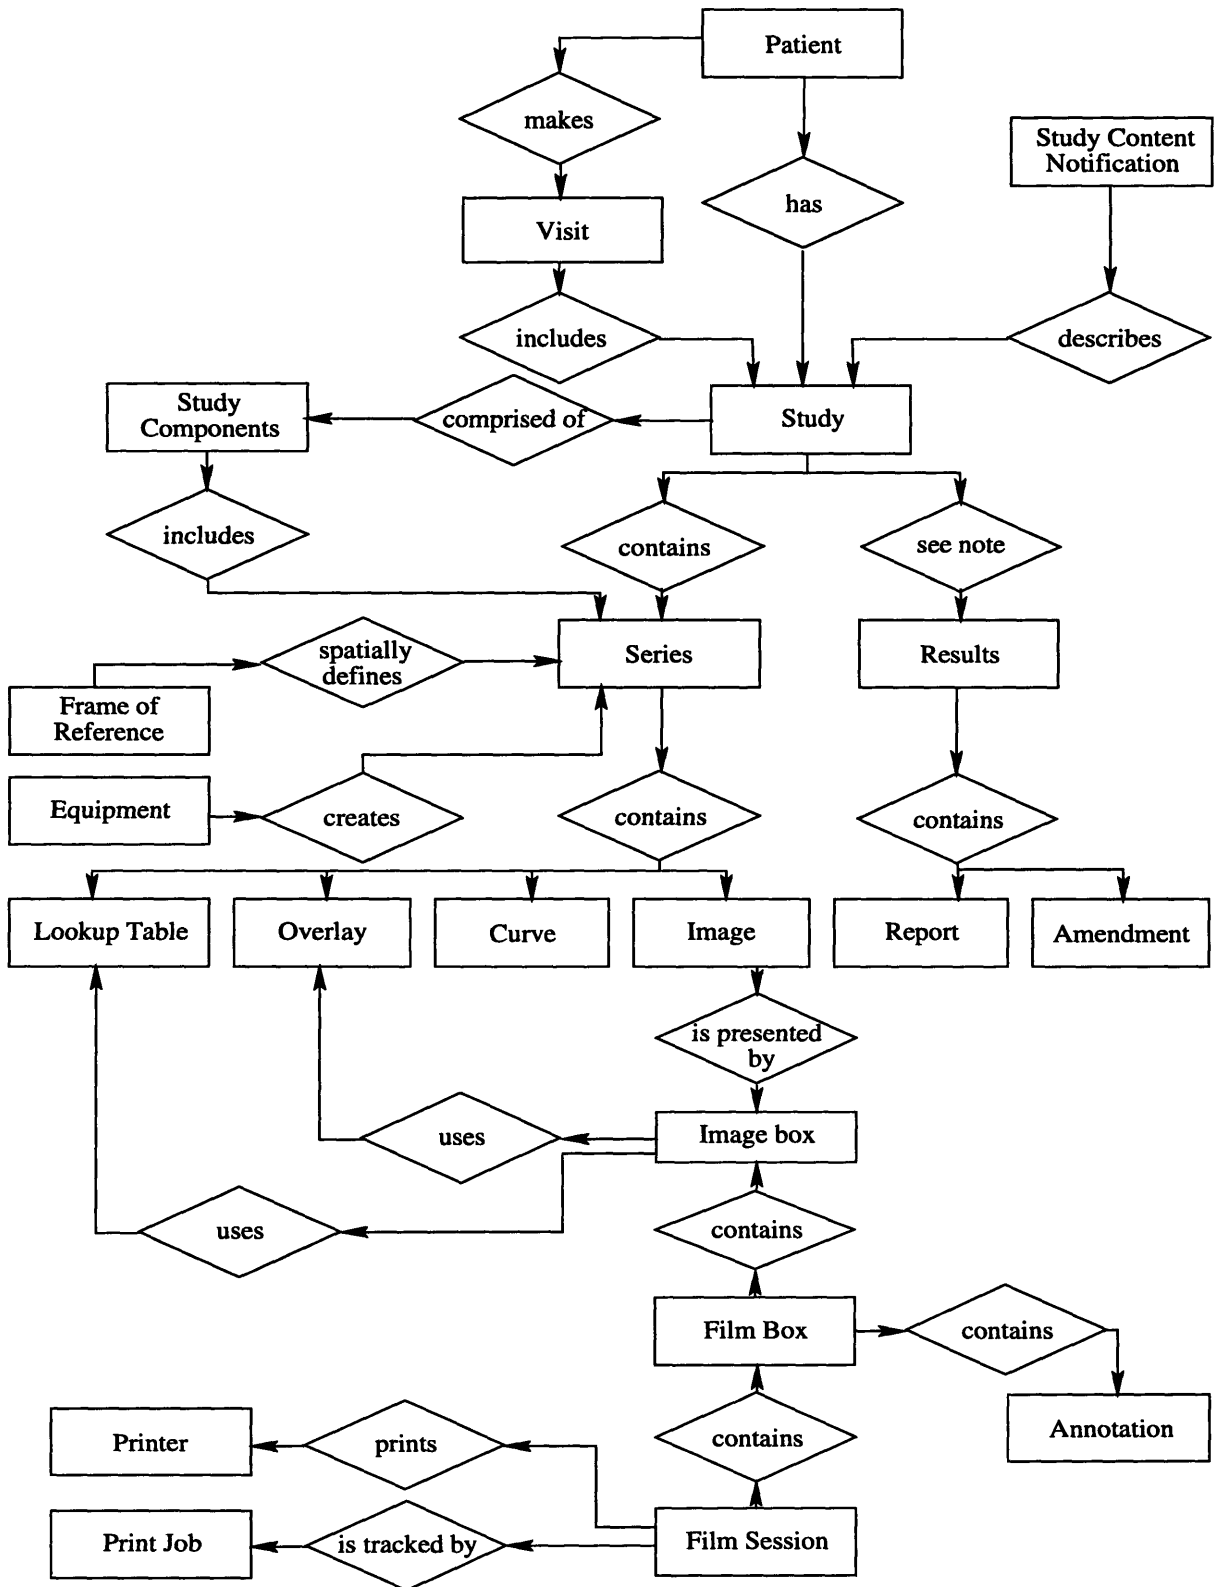 Patient
makes
Study Content
Notification
has
Visit
includes
describes
Study
Components
comprised of
Study
includes
contains
see note
spatially
defines
Series
Results
Frame of
Reference
Equipment
creates
contains
contains
Lookup Table
Overlay
Curve
Image
Report
Amendment
is presented
by
uses
Image box
uses
contains
Film Box
contains
Printer
prints
contains
Annotation
Print Job
is tracked by
Film Session